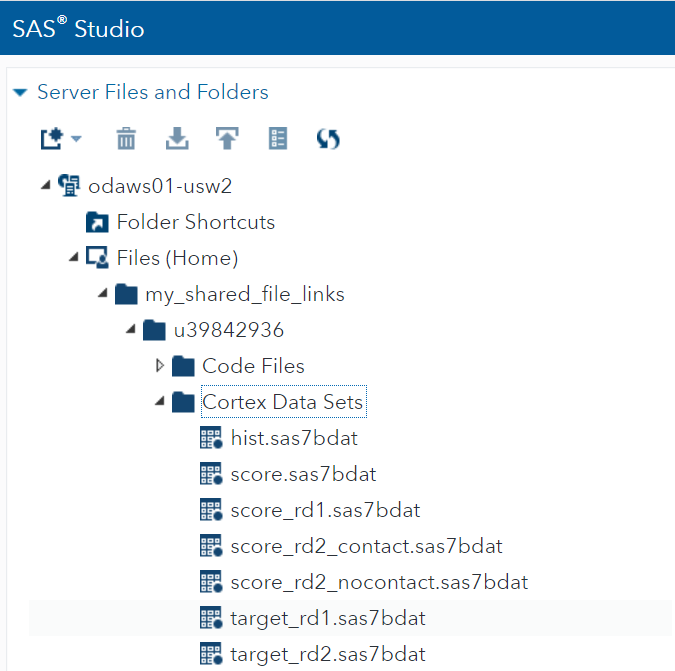 SAS® Studio
Server Files and Folders
odaws01-usw2
Folder Shortcuts
Files (Home)
my_shared_file_links
u39842936
Code Files
Cortex Data Sets
hist.sas7bdat
score.sas7bdat
score_rd1.sas7bdat
score_rd2_contact.sas7bdat
score_rd2_nocontact.sas7bdat
target_rd1.sas7bdat
target_rd2.sas7bdat